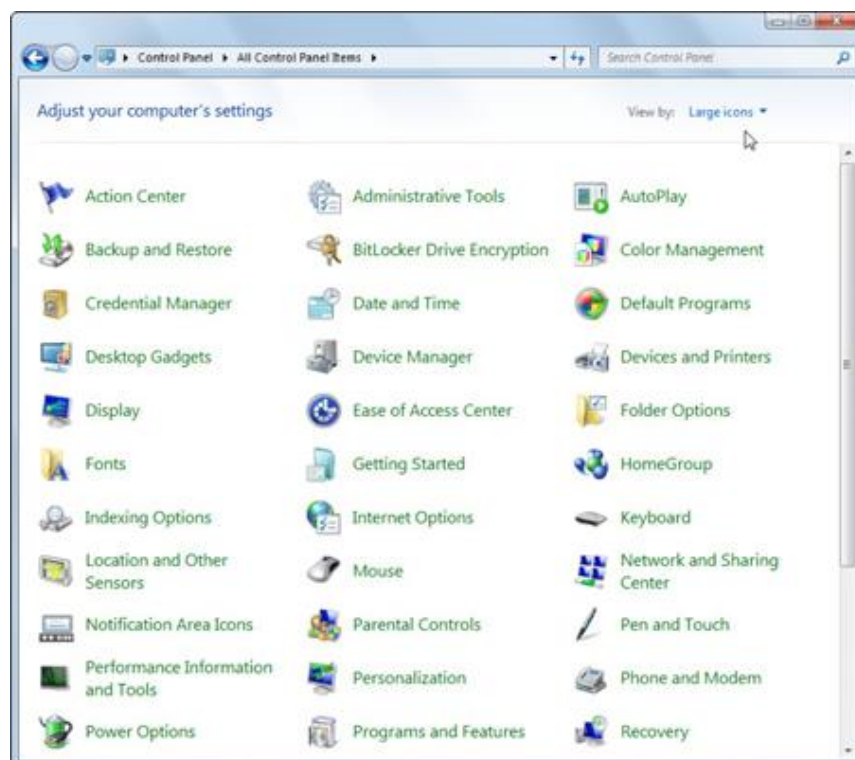 Control Panel All Control Panel Items
Search Control Panel
Adjust your computer's settings
View by: Large icons
Action Center
Administrative Tools
AutoPlay
Backup and Restore
BitLocker Drive Encryption
Color Management
Credential Manager
Date and Time
Default Programs
Desktop Gadgets
Device Manager
Devices and Printers
Display
Ease of Access Center
Folder Options
Fonts
Getting Started
HomeGroup
Indexing Options
Internet Options
Keyboard
Location and Other
Sensors
Mouse
Network and Sharing
Center
Notification Area Icons
Parental Controls
Pen and Touch
Performance Information
and Tools
Personalization
Phone and Modem
Power Options
Programs and Features
Recovery